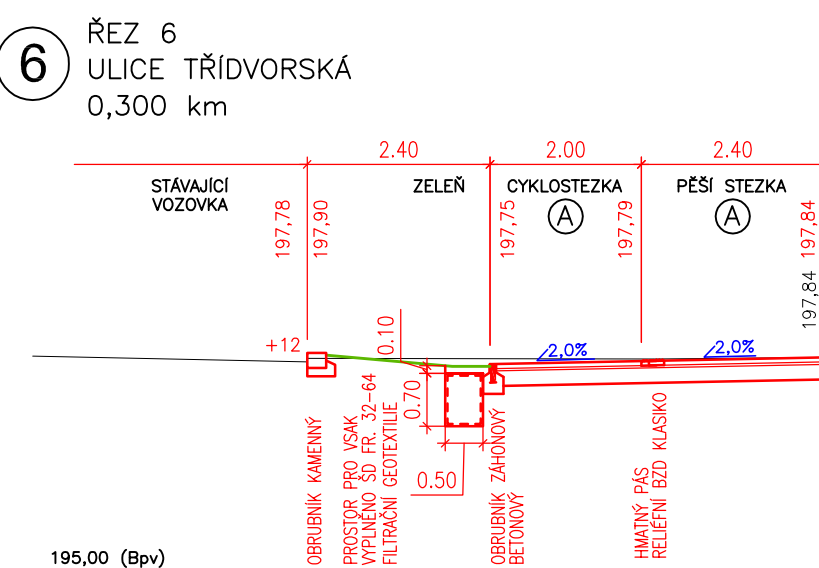 6
ŘEZ 6
ULICE TŘÍDVORSKÁ
0,300 km
2.40
2.00
2.40
STÁVAJÍCÍ
VOZOVKA
ZELEŇ
CYKLOSTEZKA
A
PĚŠÍ STEZKA
A
197,78
197,90
197,75
197,79
197,84
197,84
+12
0.10
2,0%
2,0%
0.70
0.50
OBRUBNÍK KAMENNÝ
PROSTOR PRO VSAK
VYPLNĚNO ŠD FR. 32-64
FILTRAČNÍ GEOTEXTILIE
OBRUBNÍK ZÁHONOVÝ
BETONOVÝ
HMATNÝ PÁS
RELIÉFNÍ BZD KLASIKO
195,00 (Bpv)